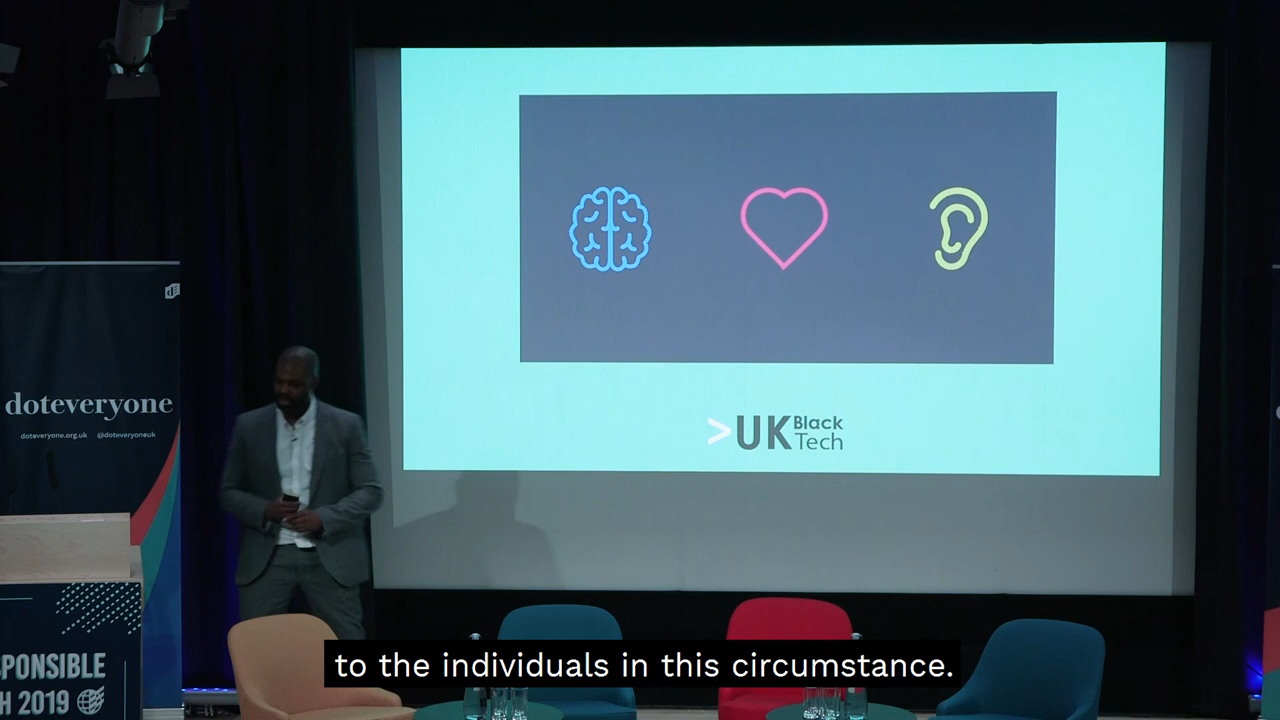 doteveryone
doteveryone.org.uk @doteveryoneuk
>UK Black
Tech
PONSIBLE
H 2019
to the individuals in this circumstance.